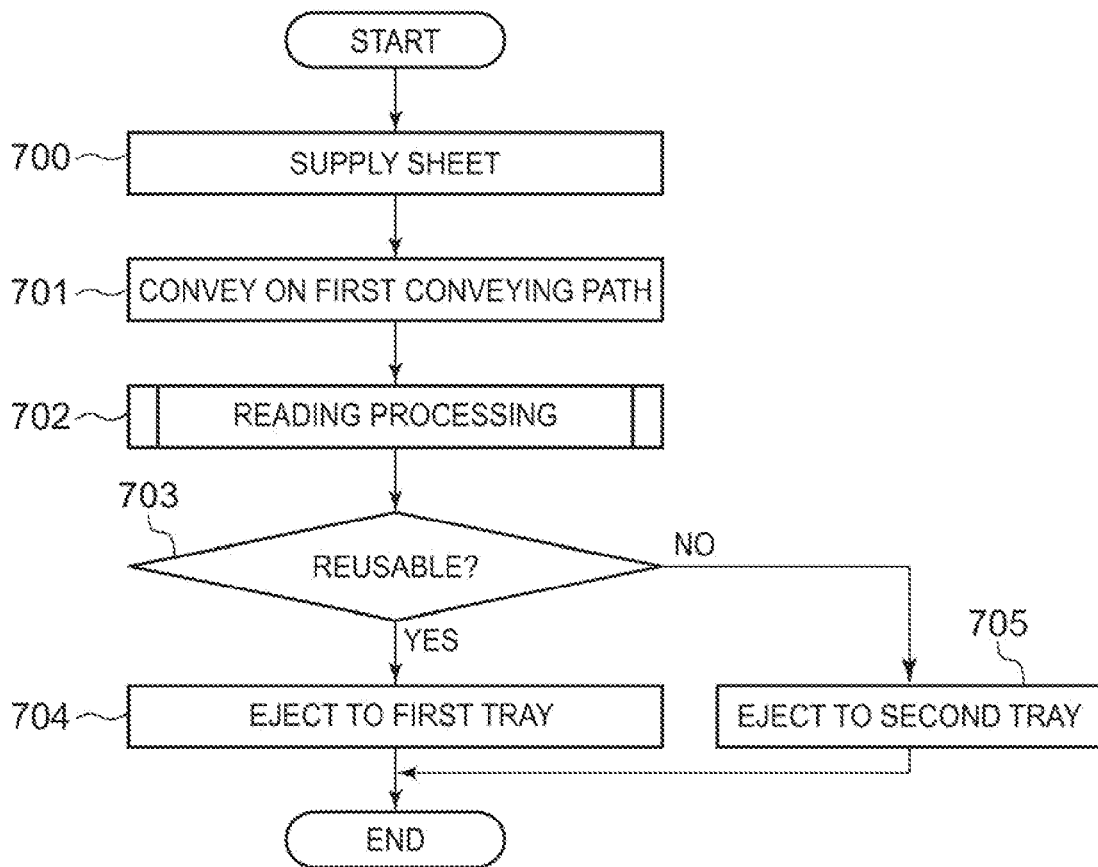 START
700
SUPPLY SHEET
701
CONVEY ON FIRST CONVEYING PATH
702
READING PROCESSING
703
REUSABLE?
NO
YES
705
704
EJECT TO FIRST TRAY
EJECT TO SECOND TRAY
END